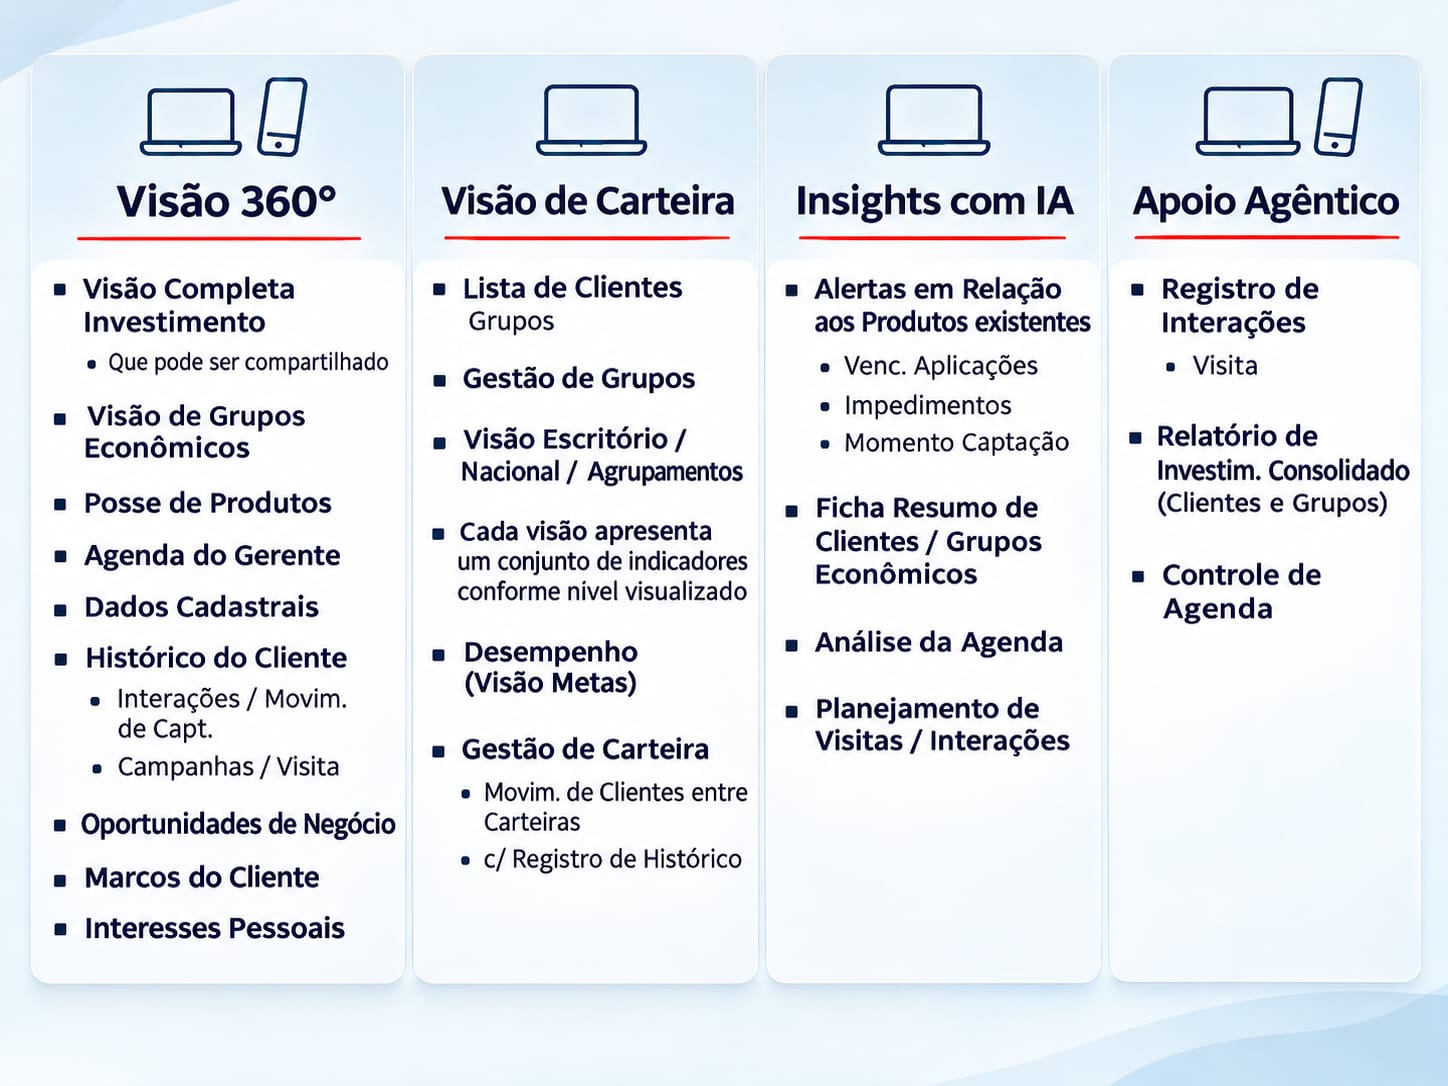 Visão 360°
Visão Completa
Investimento
Que pode ser compartilhado
Visão de Grupos
Econômicos
Posse de Produtos
Agenda do Gerente
Dados Cadastrais
Histórico do Cliente
Interações / Movim.
de Capt.
Campanhas / Visita
Oportunidades de Negócio
Marcos do Cliente
Interesses Pessoais
Visão de Carteira
Lista de Clientes
Grupos
Gestão de Grupos
Visão Escritório /
Nacional / Agrupamentos
Cada visão apresenta
um conjunto de indicadores
conforme nível visualizado
Desempenho
(Visão Metas)
Gestão de Carteira
Movim. de Clientes entre
Carteiras
c/ Registro de Histórico
Insights com IA
Alertas em Relação
aos Produtos existentes
Venc. Aplicações
Impedimentos
Momento Captação
Ficha Resumo de
Clientes / Grupos
Econômicos
Análise da Agenda
Planejamento de
Visitas / Interações
Apoio Agêntico
Registro de
Interações
Visita
Relatório de
Investim. Consolidado
(Clientes e Grupos)
Controle de
Agenda